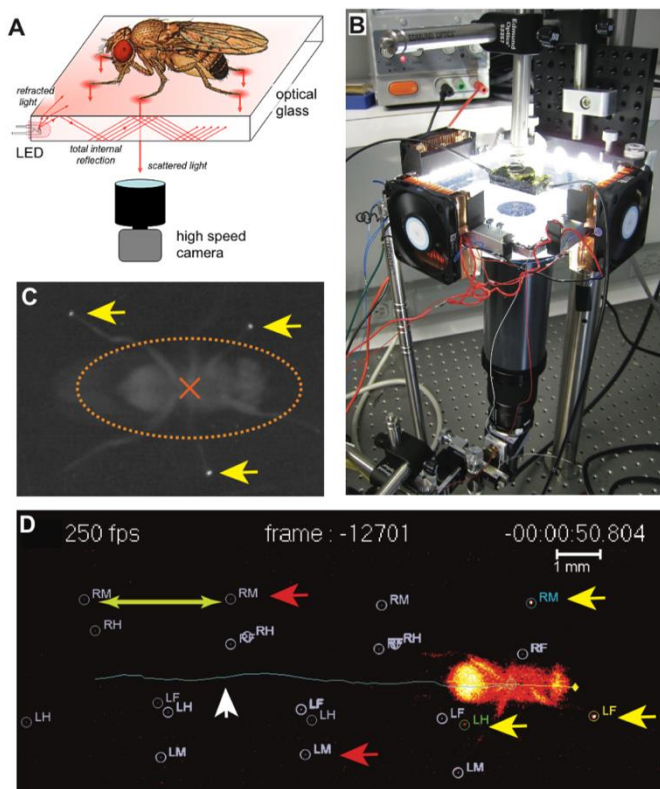 A
refracted
light
LED
total internal
reflection
scattered light
optical
glass
high speed
camera
B
Edmund
Optics
C
D
250 fps
frame : -12701
-00:00:50.804
1 mm
RM
RM
RM
RM
RH
RH
RH
RF
LF
LH
LF
LH
LF
LH
LF
LH
LM
LM
LM